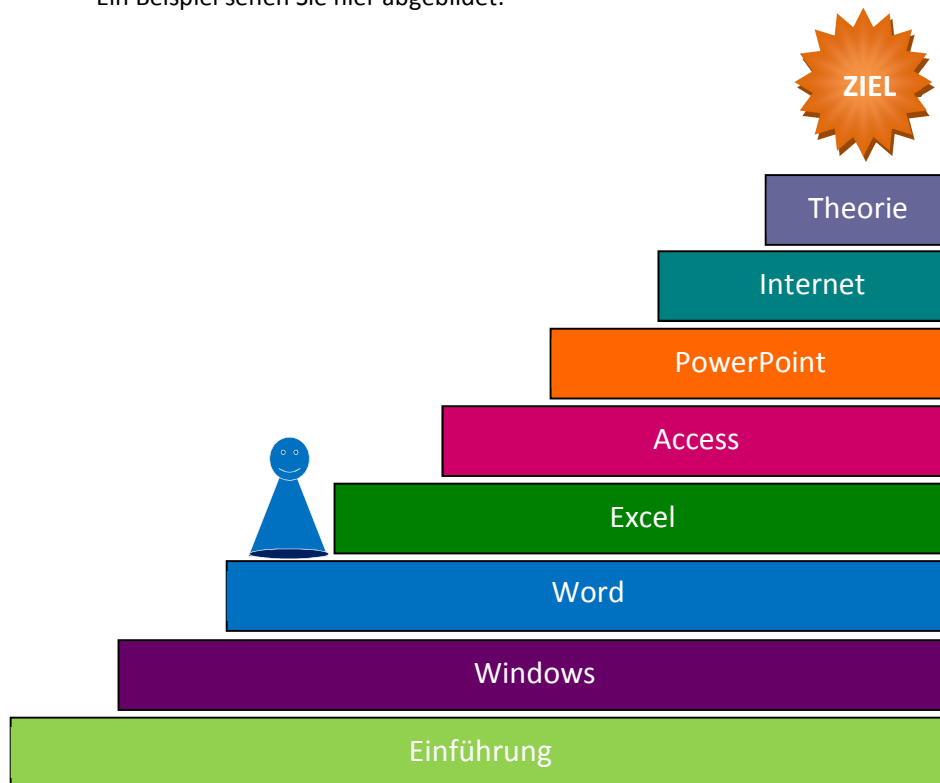 Ein Beispiel sehen Sie hier abgebildet:
ZIEL
Theorie
Internet
PowerPoint
Access
Excel
Word
Windows
Einführung